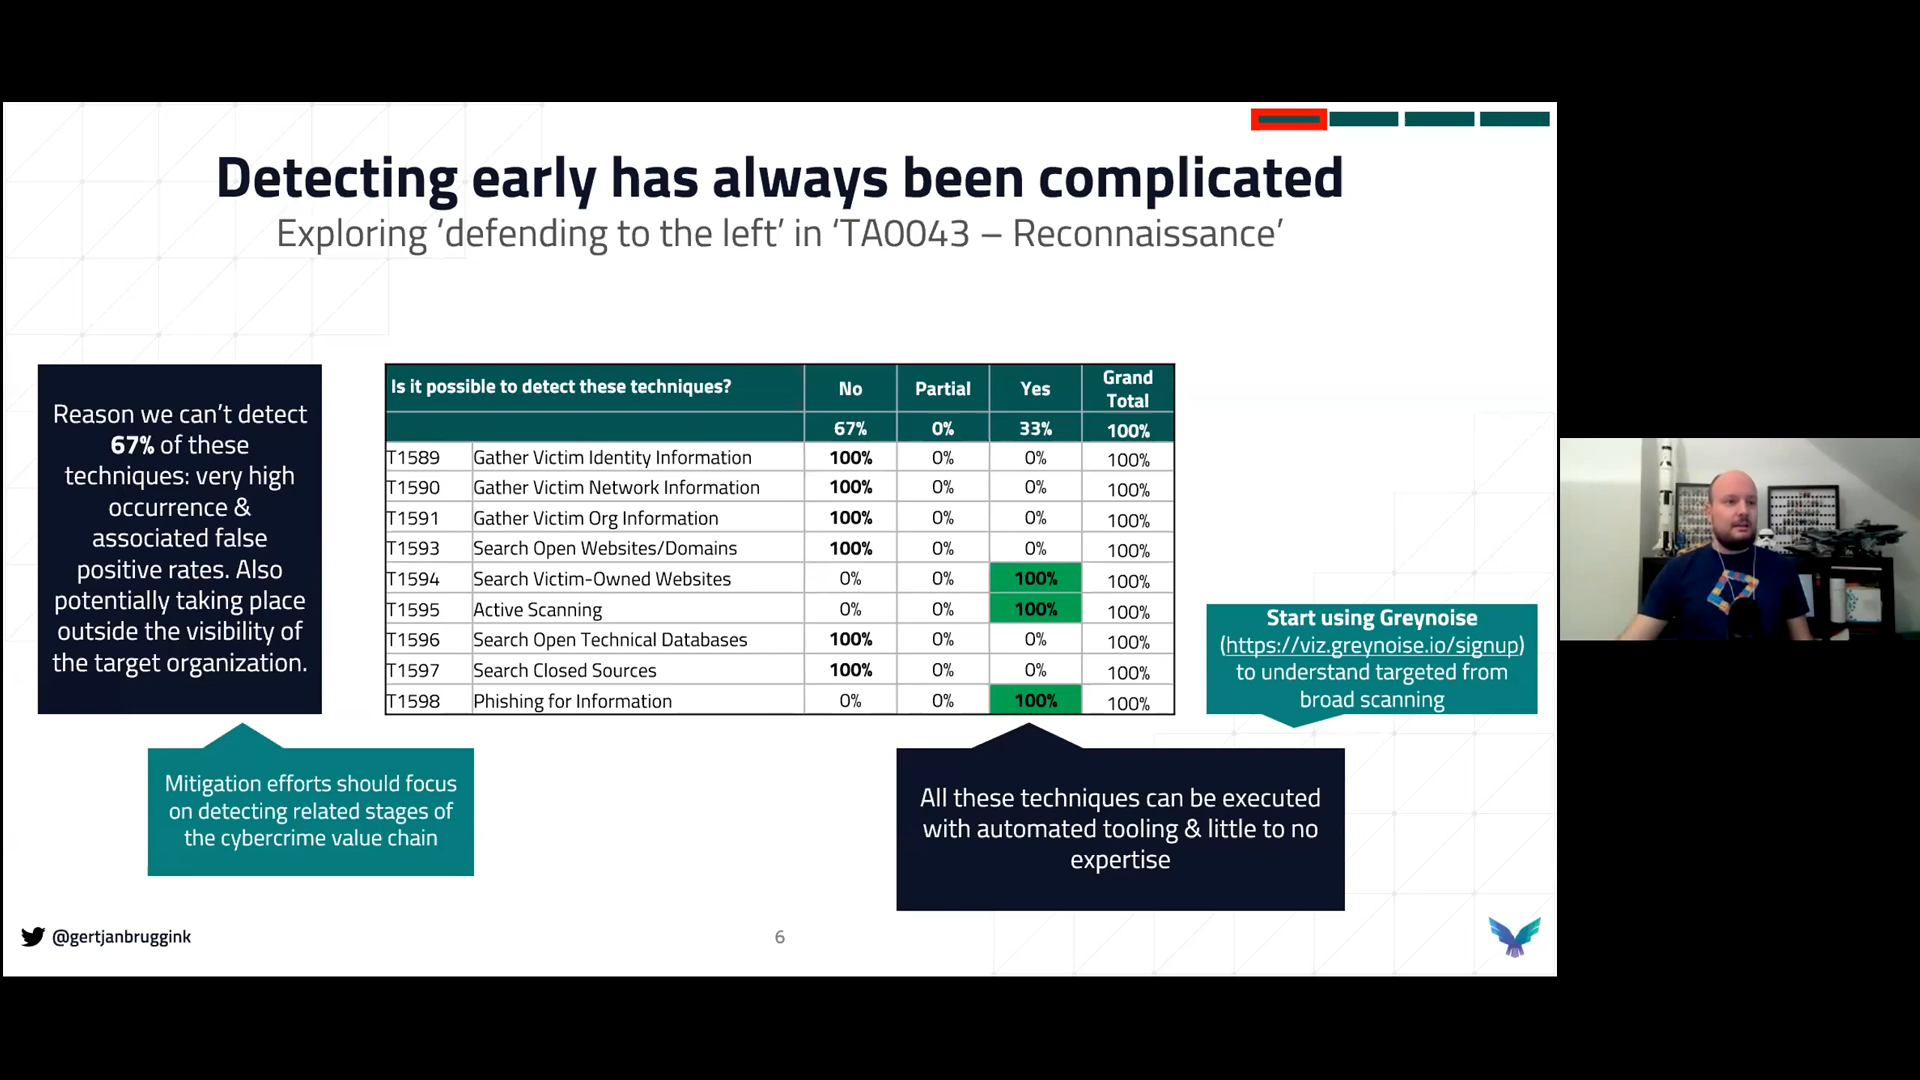 Detecting early has always been complicated
Exploring ‘defending to the left’ in ‘TA0043 – Reconnaissance’
Reason we can’t detect
67% of these
techniques: very high
occurrence &
associated false
positive rates. Also
potentially taking place
outside the visibility of
the target organization.
Mitigation efforts should focus
on detecting related stages of
the cybercrime value chain
Is it possible to detect these techniques? No Partial Yes Grand
Total
67% 0% 33% 100%
T1589 Gather Victim Identity Information 100% 0% 0% 100%
T1590 Gather Victim Network Information 100% 0% 0% 100%
T1591 Gather Victim Org Information 100% 0% 0% 100%
T1593 Search Open Websites/Domains 100% 0% 0% 100%
T1594 Search Victim-Owned Websites 0% 0% 100% 100%
T1595 Active Scanning 0% 0% 100% 100%
T1596 Search Open Technical Databases 100% 0% 0% 100%
T1597 Search Closed Sources 100% 0% 0% 100%
T1598 Phishing for Information 0% 0% 100% 100%
Start using Greynoise
(https://viz.greynoise.io/signup)
to understand targeted from
broad scanning
All these techniques can be executed
with automated tooling & little to no
expertise
@gertjanbruggink
6